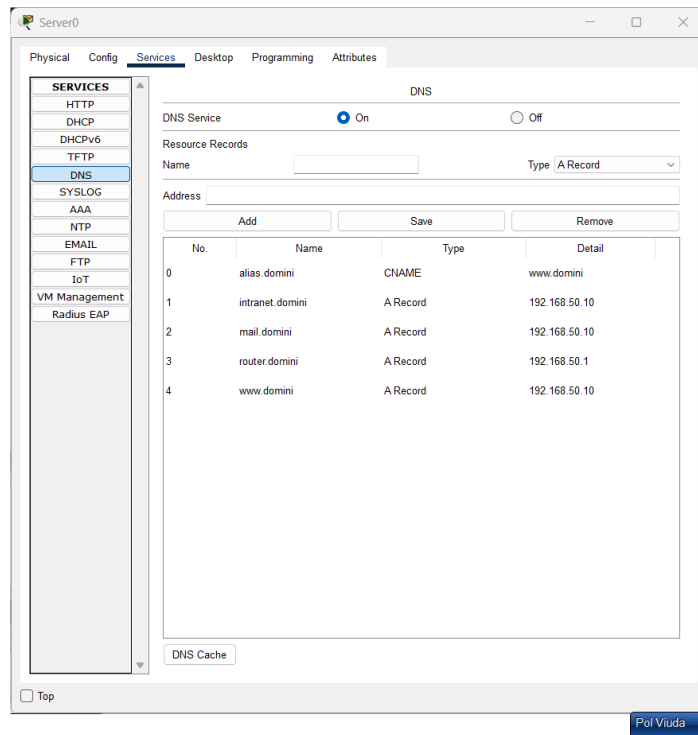 Server0
Physical Config Services Desktop Programming Attributes
SERVICES
HTTP
DHCP
DHCPv6
TFTP
DNS
SYSLOG
AAA
NTP
EMAIL
FTP
IoT
VM Management
Radius EAP
DNS
DNS Service On Off
Resource Records
Name Type A Record
Address
Add Save Remove
No. Name Type Detail
0 alias.domini CNAME www.domini
1 intranet.domini A Record 192.168.50.10
2 mail.domini A Record 192.168.50.10
3 router.domini A Record 192.168.50.1
4 www.domini A Record 192.168.50.10
DNS Cache
Top
Pol Viuda